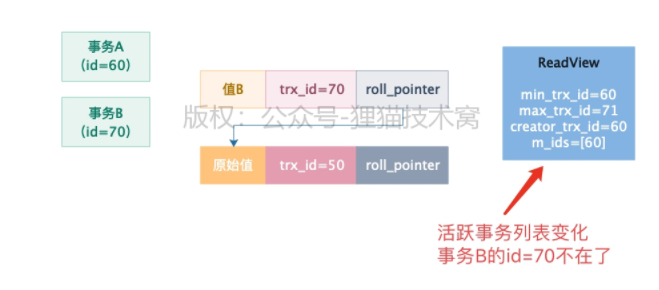 事务A
（id=60）
事务B
（id=70）
值B
trx_id=70
roll_pointer
版权：公众号-狸猫技术窝
原始值
trx_id=50
roll_pointer
ReadView
min_trx_id=60
max_trx_id=71
creator_trx_id=60
m_ids=[60]
活跃事务列表变化
事务B的id=70不在了